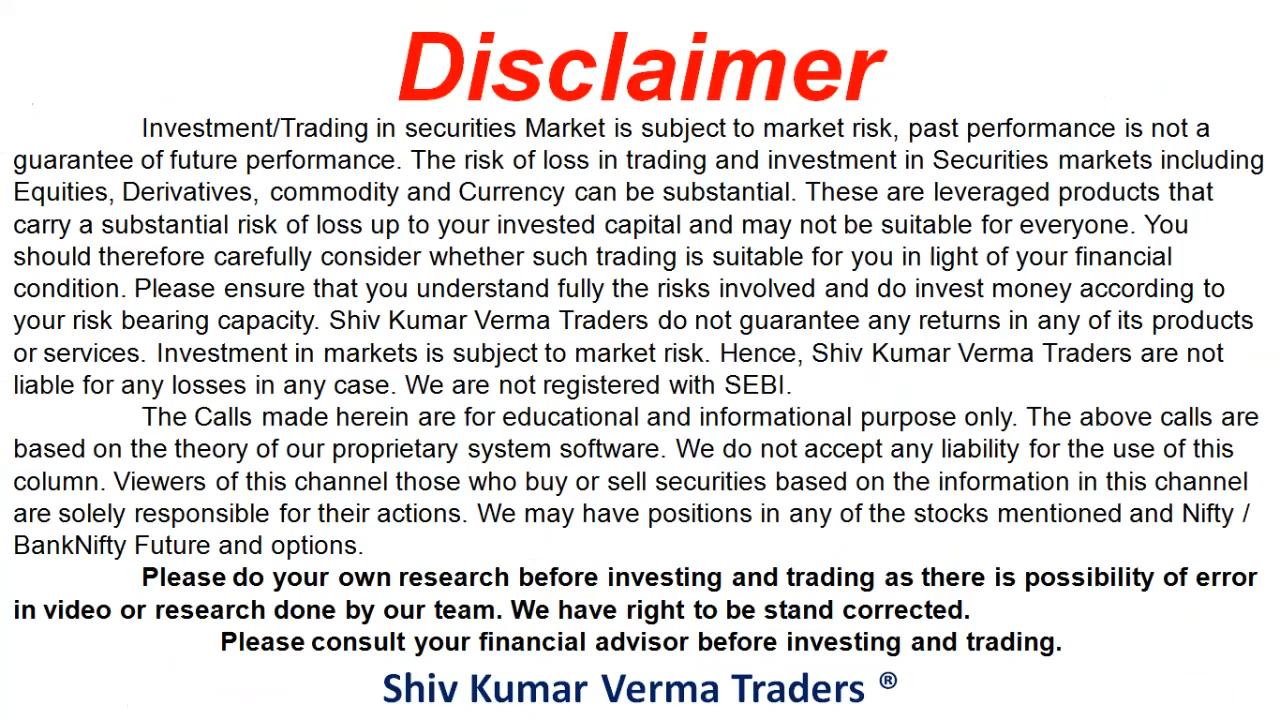 Disclaimer
Investment/Trading in securities Market is subject to market risk, past performance is not a
guarantee of future performance. The risk of loss in trading and investment in Securities markets including
Equities, Derivatives, commodity and Currency can be substantial. These are leveraged products that
carry a substantial risk of loss up to your invested capital and may not be suitable for everyone. You
should therefore carefully consider whether such trading is suitable for you in light of your financial
condition. Please ensure that you understand fully the risks involved and do invest money according to
your risk bearing capacity. Shiv Kumar Verma Traders do not guarantee any returns in any of its products
or services. Investment in markets is subject to market risk. Hence, Shiv Kumar Verma Traders are not
liable for any losses in any case. We are not registered with SEBI.
The Calls made herein are for educational and informational purpose only. The above calls are
based on the theory of our proprietary system software. We do not accept any liability for the use of this
column. Viewers of this channel those who buy or sell securities based on the information in this channel
are solely responsible for their actions. We may have positions in any of the stocks mentioned and Nifty /
BankNifty Future and options.
Please do your own research before investing and trading as there is possibility of error
in video or research done by our team. We have right to be stand corrected.
Please consult your financial advisor before investing and trading.
Shiv Kumar Verma Traders ®